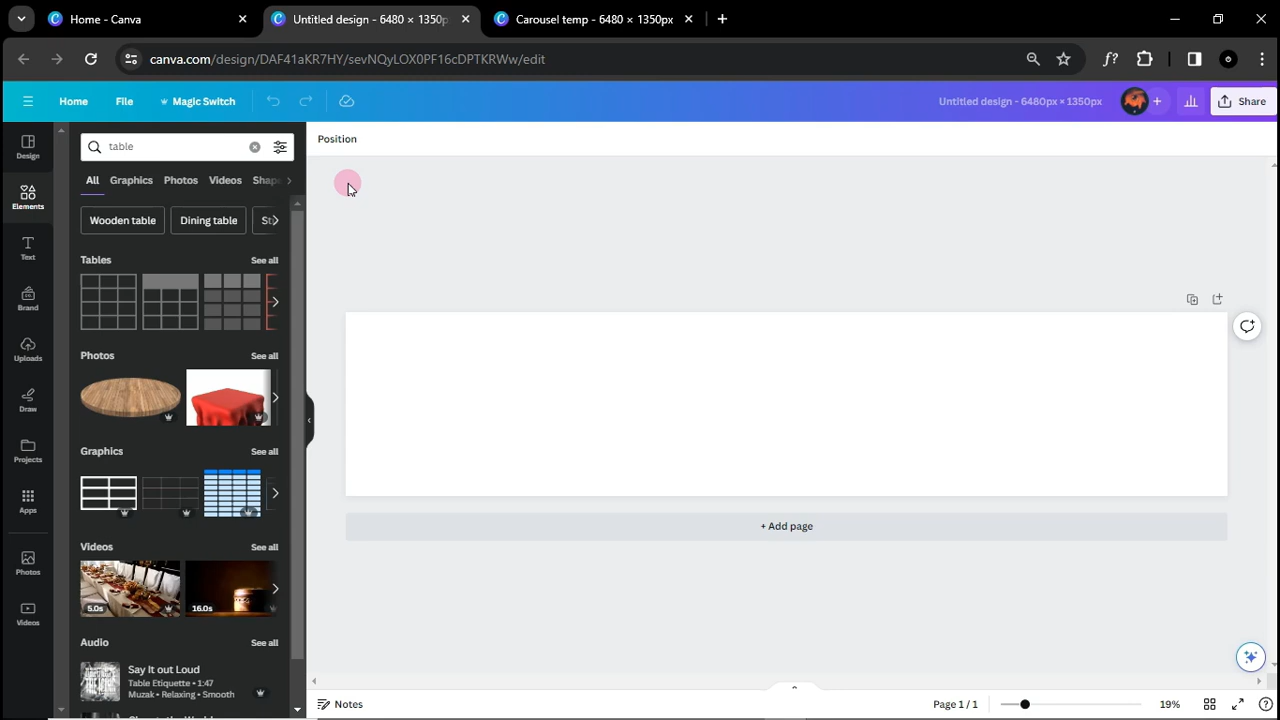 Home - Canva
Untitled design - 6480 × 1350p
Carousel temp - 6480 × 1350px
canva.com/design/DAF41aKR7HY/sevNQyLOX0PF16cDPTKRWw/edit
f?
Home
File
Magic Switch
Untitled design - 6480px × 1350px
Share
table
Position
Design
Elements
Text
Brand
Uploads
Draw
Projects
Apps
Photos
Videos
All
Graphics
Photos
Videos
Shape
Wooden table
Dining table
Tables
See all
Photos
See all
Graphics
See all
Videos
See all
5.0s
16.0s
Audio
See all
Say It out Loud
Table Etiquette • 1:47
Muzak • Relaxing • Smooth
+ Add page
Notes
Page 1 / 1
19%